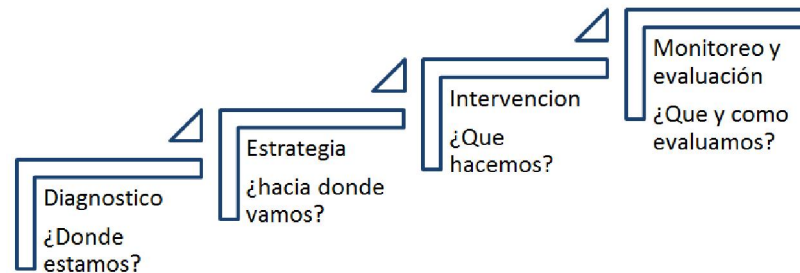 Diagnostico
¿Donde
estamos?
Estrategia
¿hacia donde
vamos?
Intervencion
¿Que
hacemos?
Monitoreo y
evaluación
¿Que y como
evaluamos?